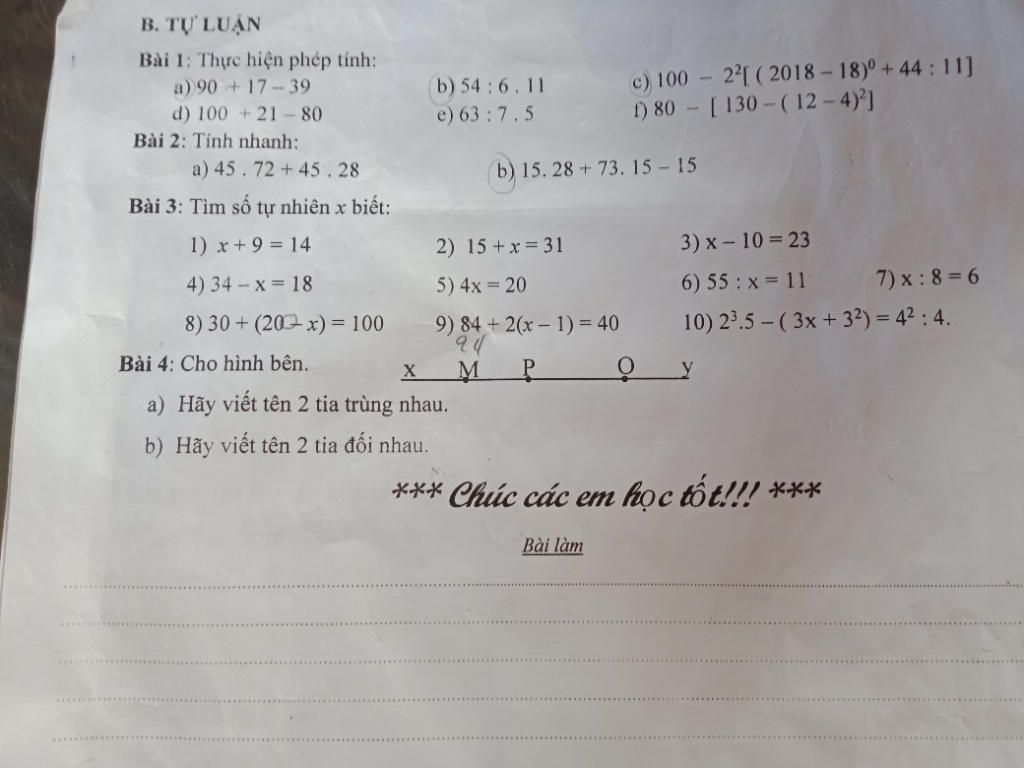 B. TỰ LUẬN
Bài 1: Thực hiện phép tính:
a) 90 + 17 – 39 b) 54 : 6 . 11 c) 100 – 2²[ ( 2018 – 18)⁰ + 44 : 11]
d) 100 + 21 – 80 e) 63 : 7 . 5 f) 80 – [ 130 – ( 12 – 4)²]
Bài 2: Tính nhanh:
a) 45 . 72 + 45 . 28 b) 15. 28 + 73. 15 – 15
Bài 3: Tìm số tự nhiên x biết:
1) x + 9 = 14 2) 15 + x = 31 3) x – 10 = 23
4) 34 – x = 18 5) 4x = 20 6) 55 : x = 11 7) x : 8 = 6
8) 30 + (200 – x) = 100 9) 84 + 2(x – 1) = 40 10) 2³.5 – ( 3x + 3²) = 4² : 4.
94
Bài 4: Cho hình bên. x M P O y
a) Hãy viết tên 2 tia trùng nhau.
b) Hãy viết tên 2 tia đối nhau.
*** Chúc các em học tốt!!! ***
Bài làm